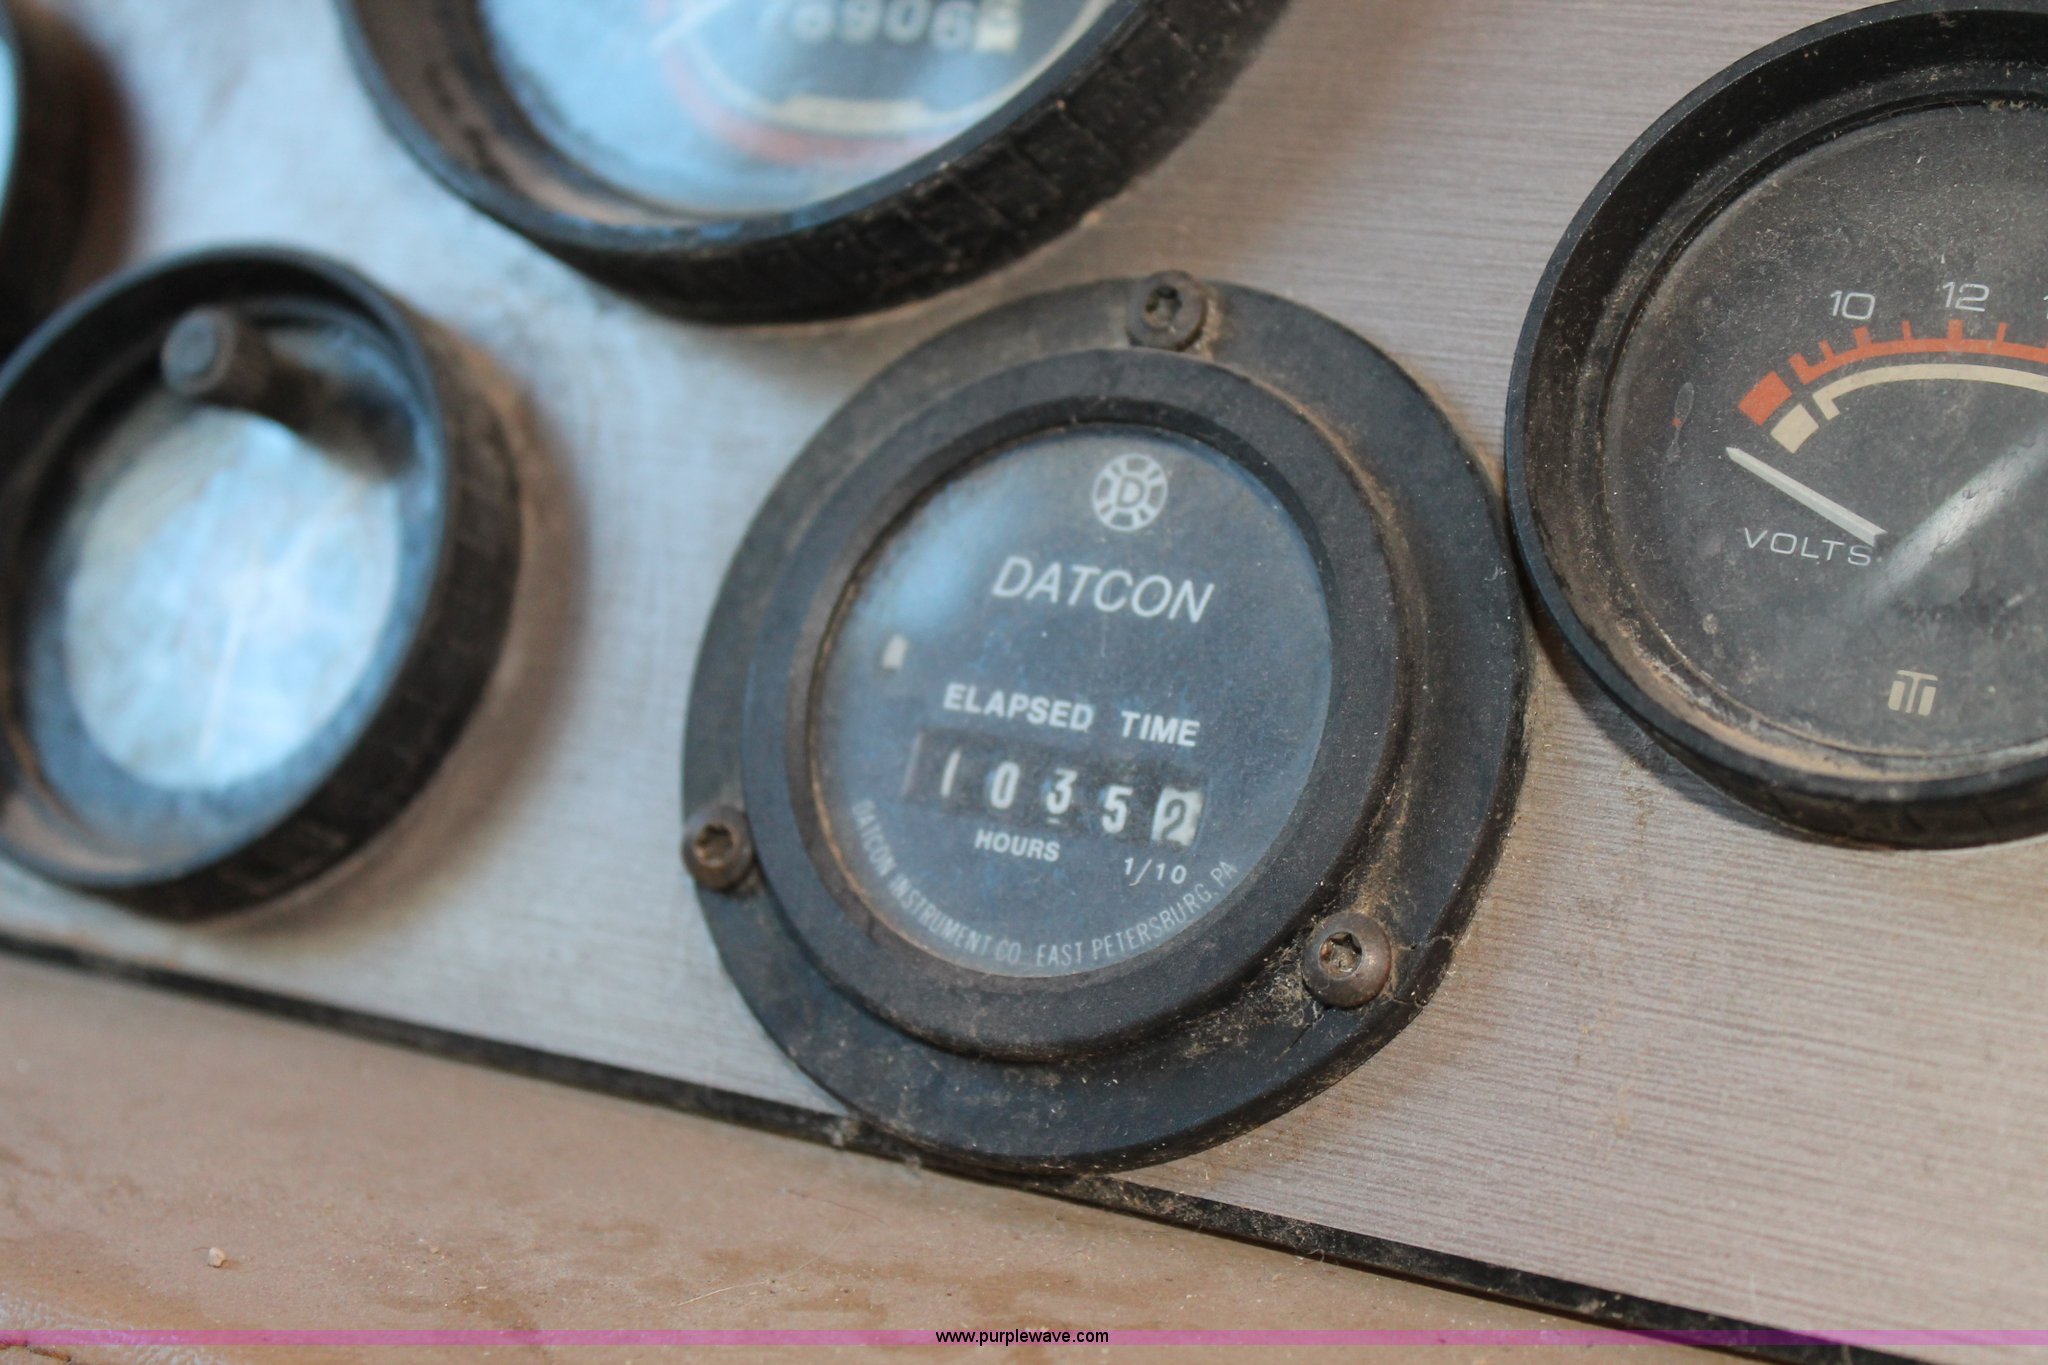 10 12
VOLTS
D
DATCON
ELAPSED TIME
1035 2
HOURS 1/10
DATCON INSTRUMENT CO. EAST PETERSBURG, PA
www.purplewave.com